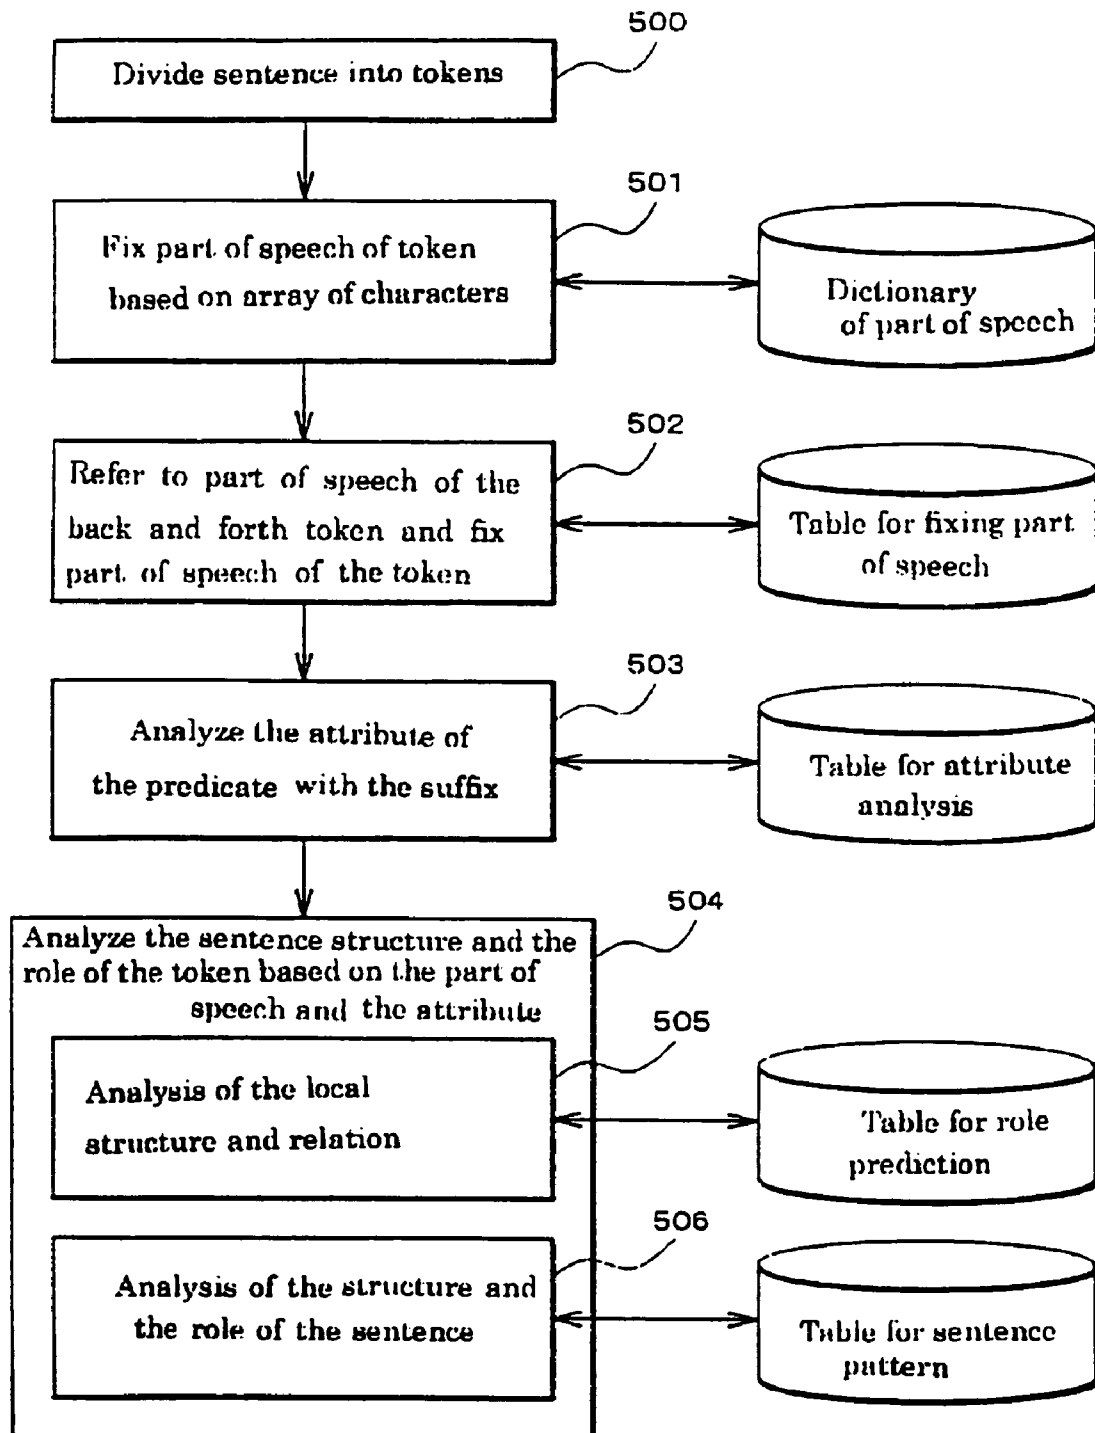 500
Divide sentence into tokens
501
Fix part of speech of token
based on array of characters
Dictionary
of part of speech
502
Refer to part of speech of the
back and forth token and fix
part of speech of the token
Table for fixing part
of speech
503
Analyze the attribute of
the predicate with the suffix
Table for attribute
analysis
504
Analyze the sentence structure and the
role of the token based on the part of
speech and the attribute
505
Analysis of the local
structure and relation
Table for role
prediction
506
Analysis of the structure and
the role of the sentence
Table for sentence
pattern